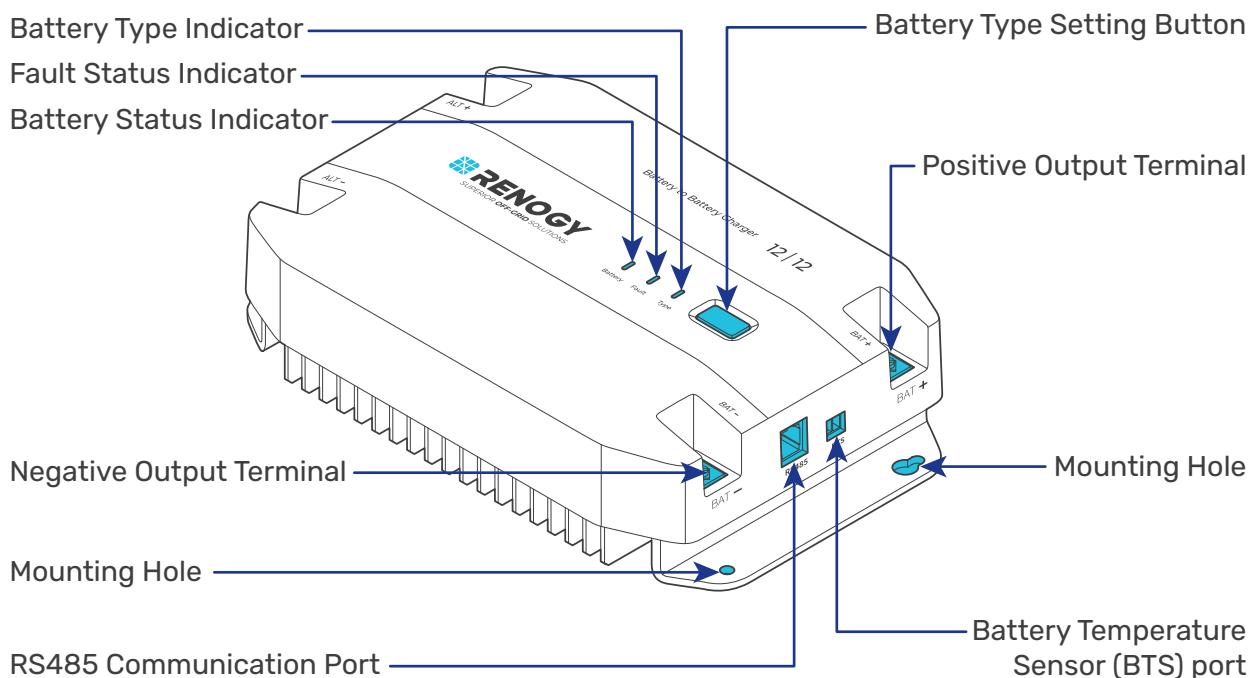 Battery Type Indicator
Battery Type Setting Button
Fault Status Indicator
Battery Status Indicator
ALT +
Positive Output Terminal
ALT -
RENOGY
SUPERIOR OFF-GRID SOLUTIONS
Battery to Battery Charger
12 | 12
Battery
Fault
Type
BAT +
BAT +
BAT -
BAT -
RS485
Negative Output Terminal
Mounting Hole
Mounting Hole
RS485 Communication Port
Battery Temperature
Sensor (BTS) port